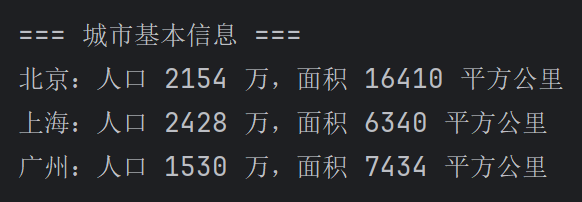 === 城市基本信息 ===
北京：人口 2154 万，面积 16410 平方公里
上海：人口 2428 万，面积 6340 平方公里
广州：人口 1530 万，面积 7434 平方公里